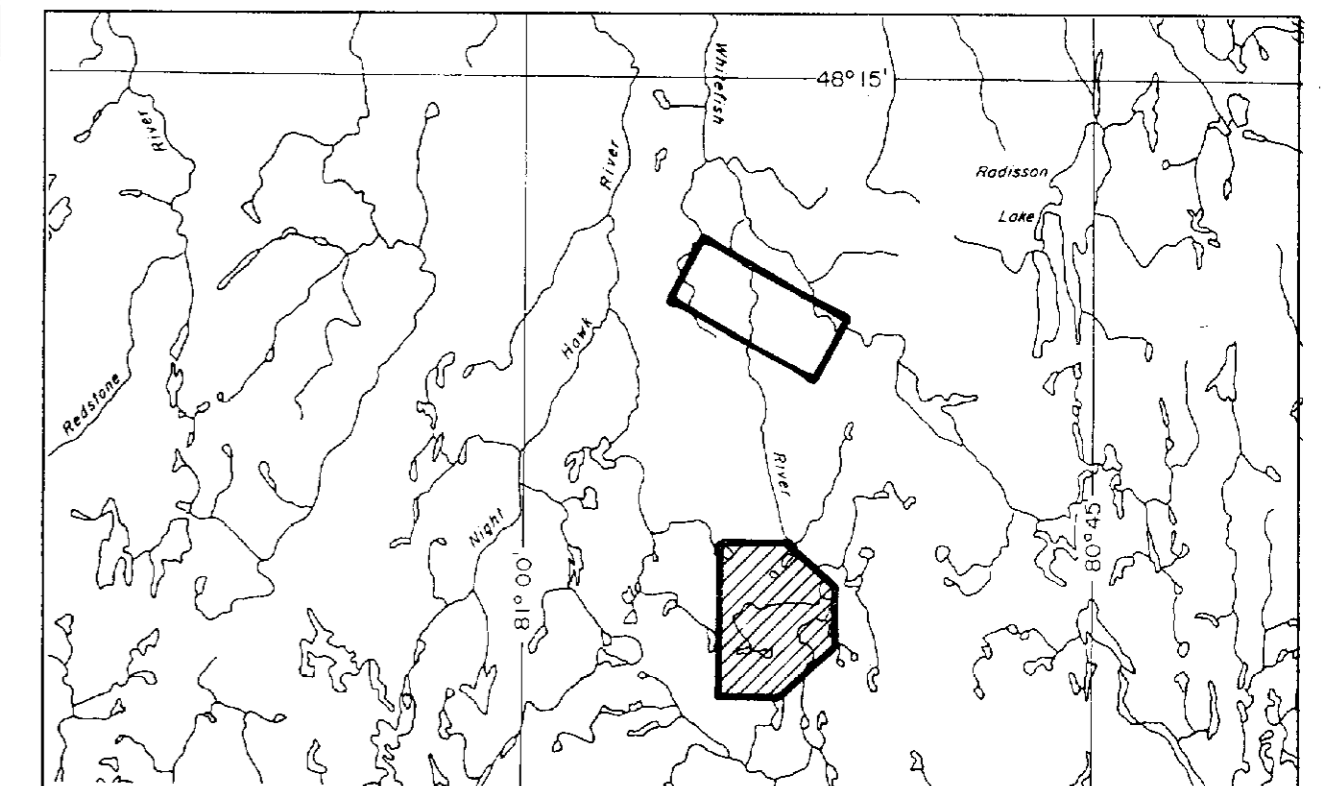 Whitefish
48°15'
River
River
Radisson
Lake
Hawk
Redstone
River
Night
81°00'
80°45'